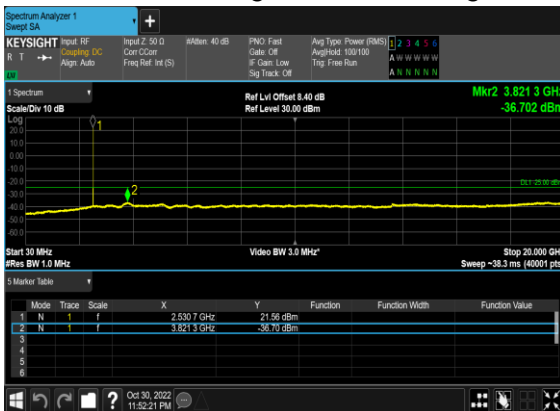 Spectrum Analyzer 1
Swept SA
KEYSIGHT Input: RF Input Z: 50 Ω #Atten: 40 dB PNO: Fast Avg Type: Power (RMS) 1 2 3 4 5 6
R T Coupling: DC Corr CCorr Gate: Off Avg|Hold: 100/100 A W W W W W
Align: Auto Freq Ref: Int (S) IF Gain: Low Trig: Free Run
Sig Track: Off A N N N N N
LV
1 Spectrum
Scale/Div 10 dB
Ref Lvl Offset 8.40 dB
Ref Level 30.00 dBm
Mkr2 3.821 3 GHz
-36.702 dBm
Log
20.0
10.0
0.00
-10.0
-20.0
-30.0
-40.0
-50.0
-60.0
1
2
DL1 -25.00 dBm
Start 30 MHz Video BW 3.0 MHz* Stop 20.000 GHz
#Res BW 1.0 MHz Sweep ~38.3 ms (40001 pts)
5 Marker Table
Mode Trace Scale X Y Function Function Width Function Value
1 N 1 f 2.530 7 GHz 21.56 dBm
2 N 1 f 3.821 3 GHz -36.70 dBm
3
4
5
6
Oct 30, 2022
11:52:21 PM